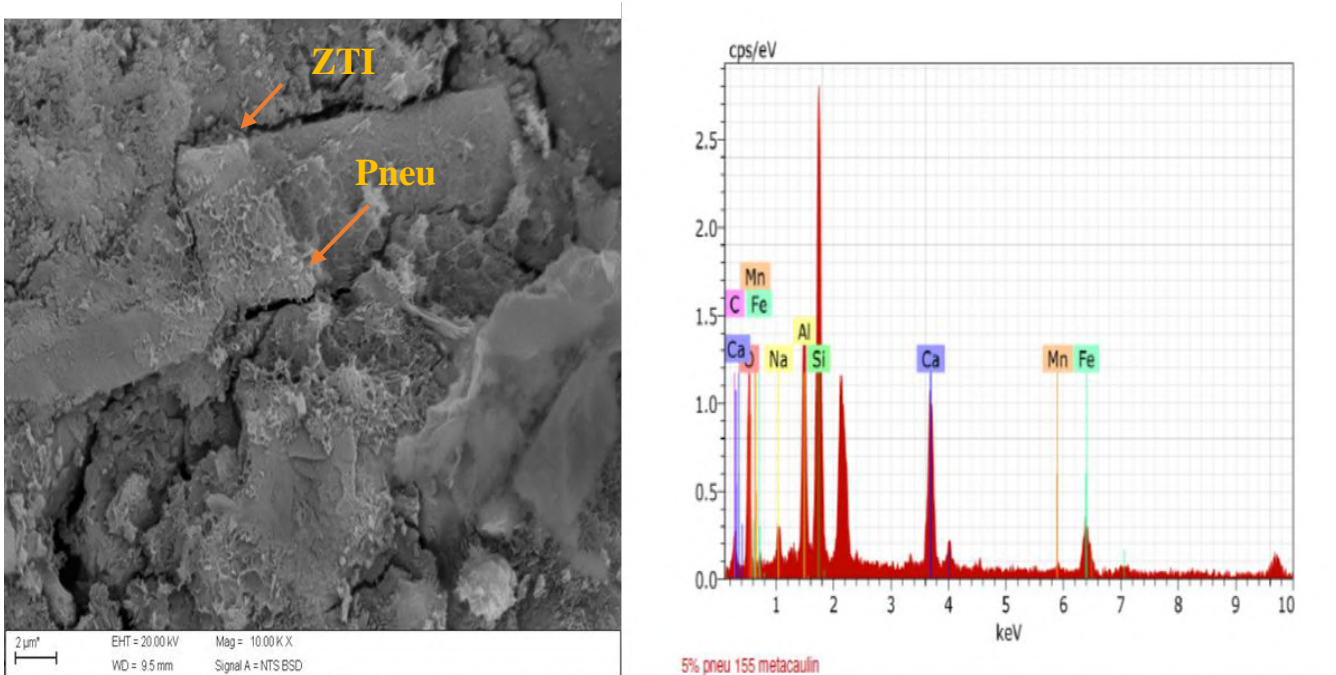 ZTI
Pneu
2 µm*
EHT = 20.00 kV
Mag = 10.00 K X
WD = 9.5 mm
Signal A = NTS BSD
cps/eV
2.5
2.0
1.5
1.0
0.5
0.0
Mn
C Fe
Al
Ca O Na Si Ca Mn Fe
1 2 3 4 5 6 7 8 9 10
keV
5% pneu 155 metacaulin